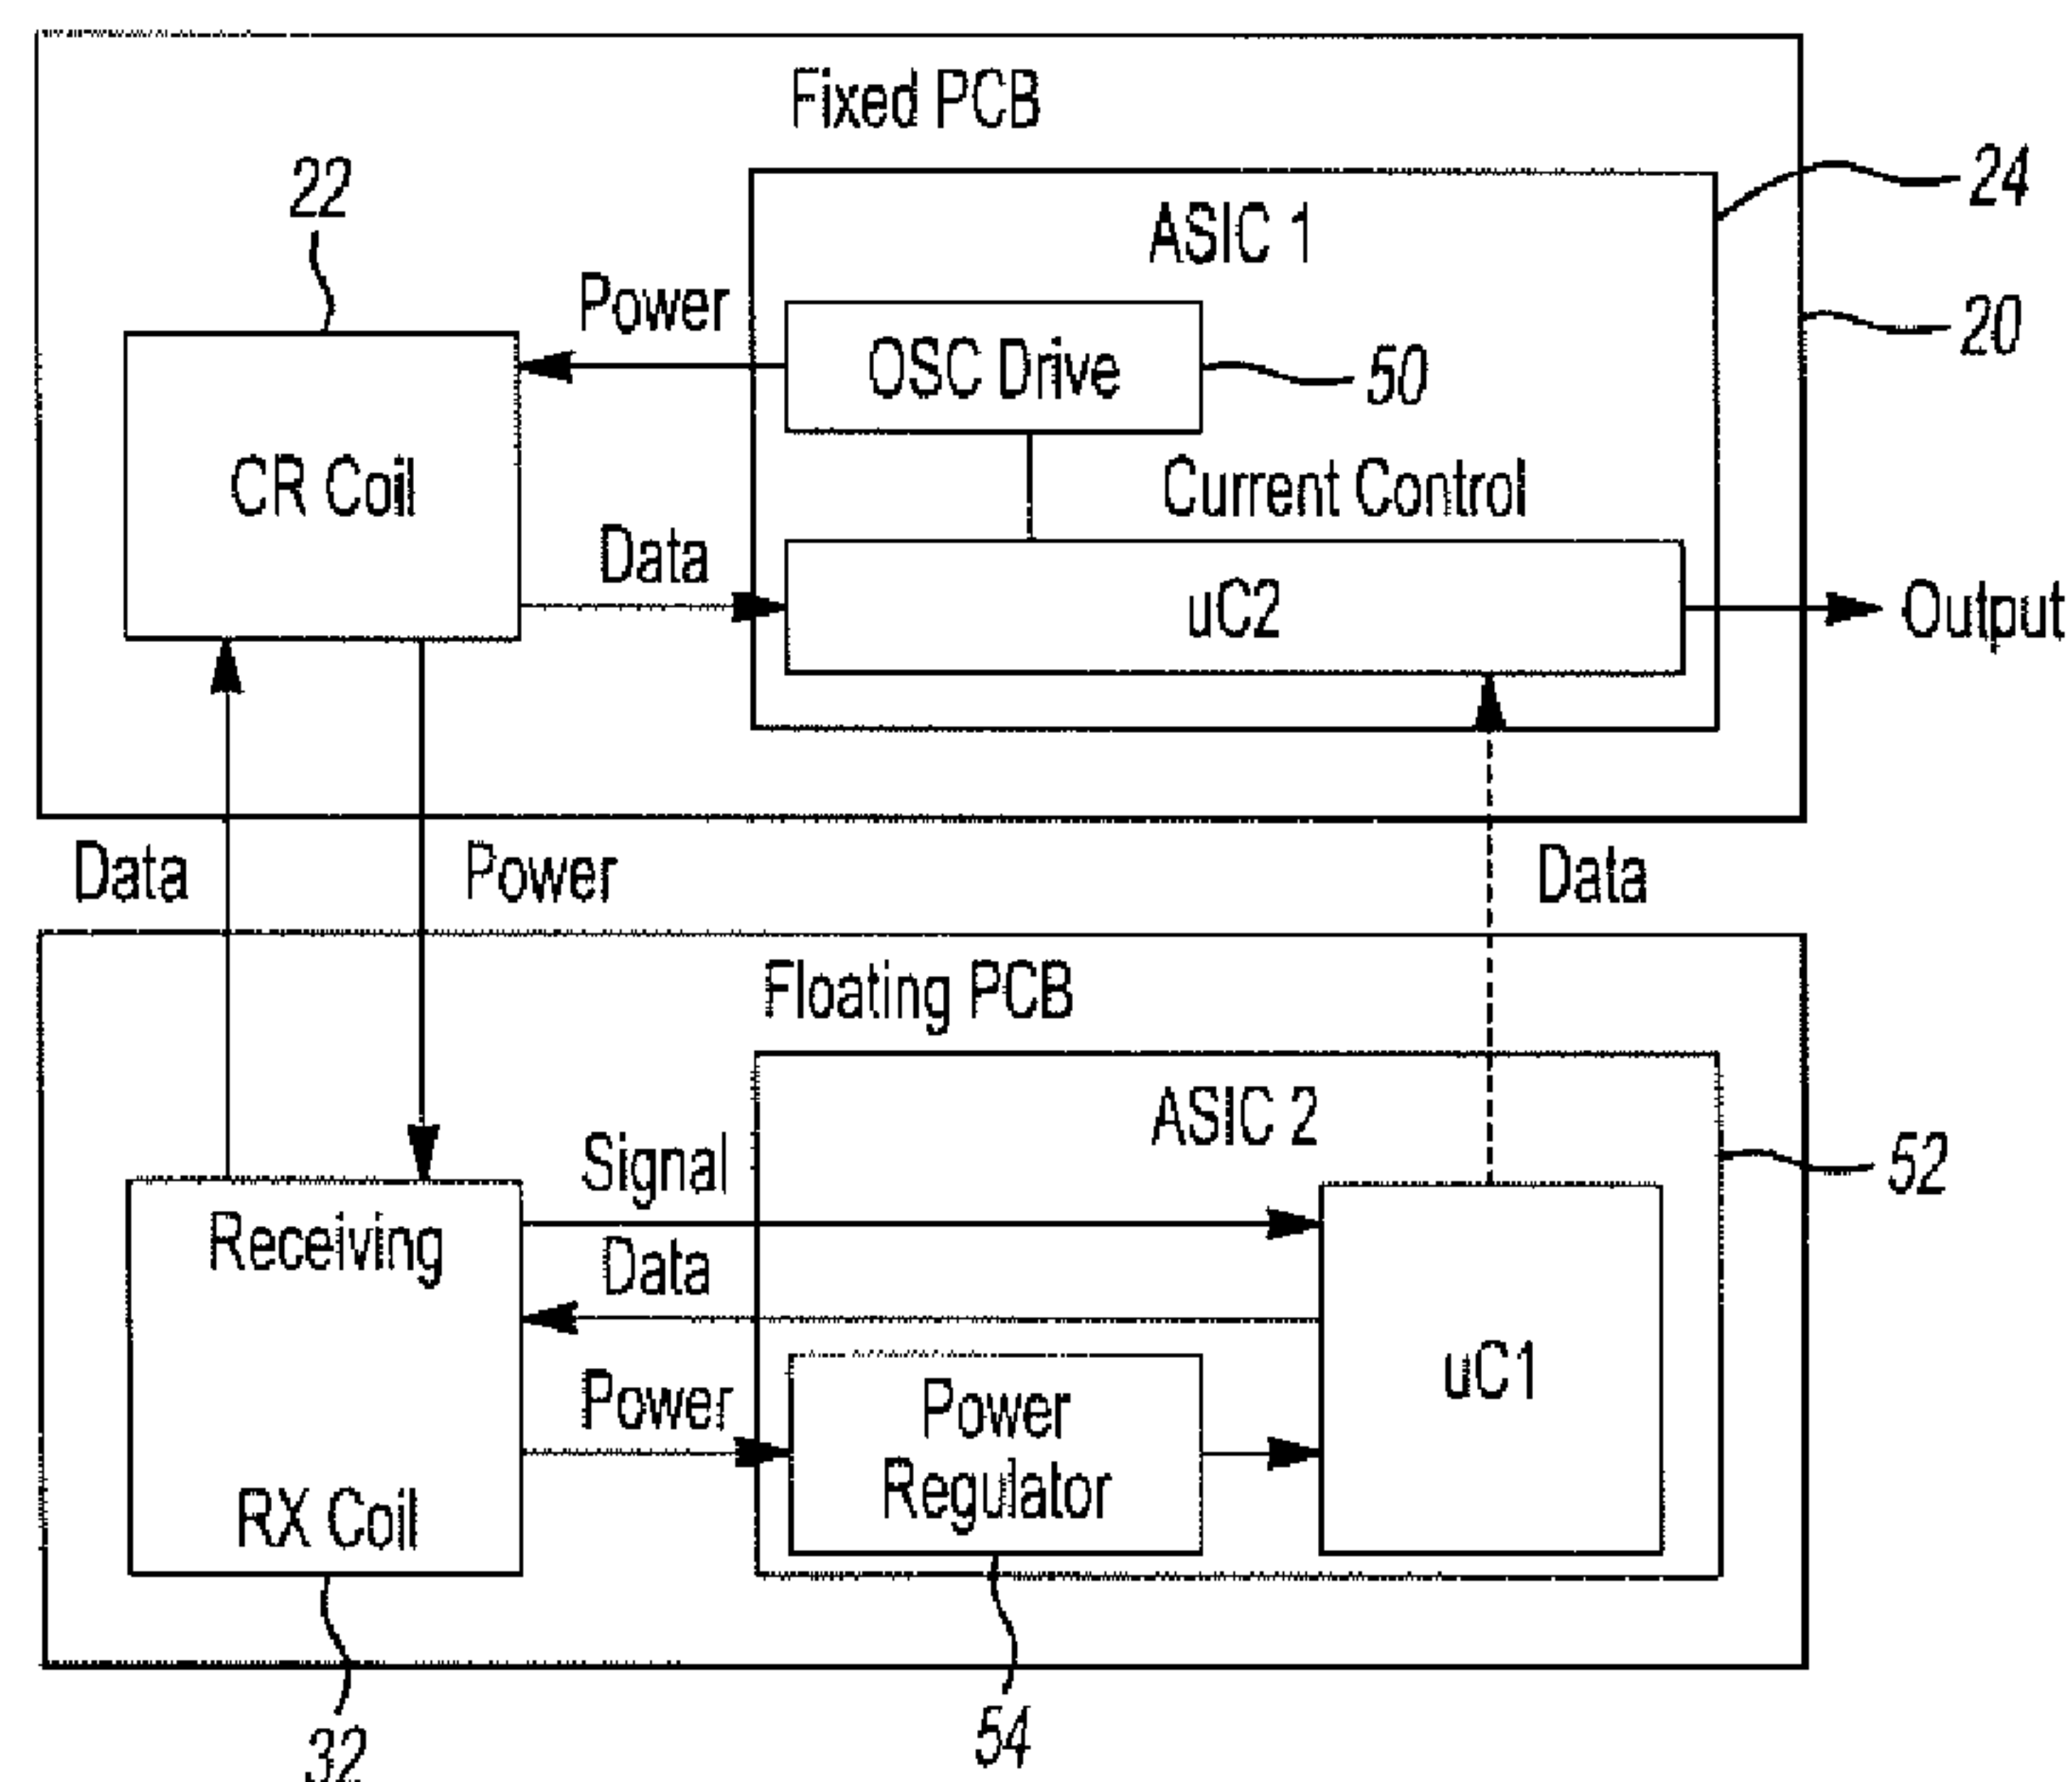 Fixed PCB
22
24
ASIC 1
Power
20
OSC Drive
50
CR Coil
Current Control
Data
uC2
Output
Data
Power
Data
Floating PCB
ASIC 2
Signal
52
Receiving
Data
uC1
Power
Power
Regulator
RX Coil
32
54